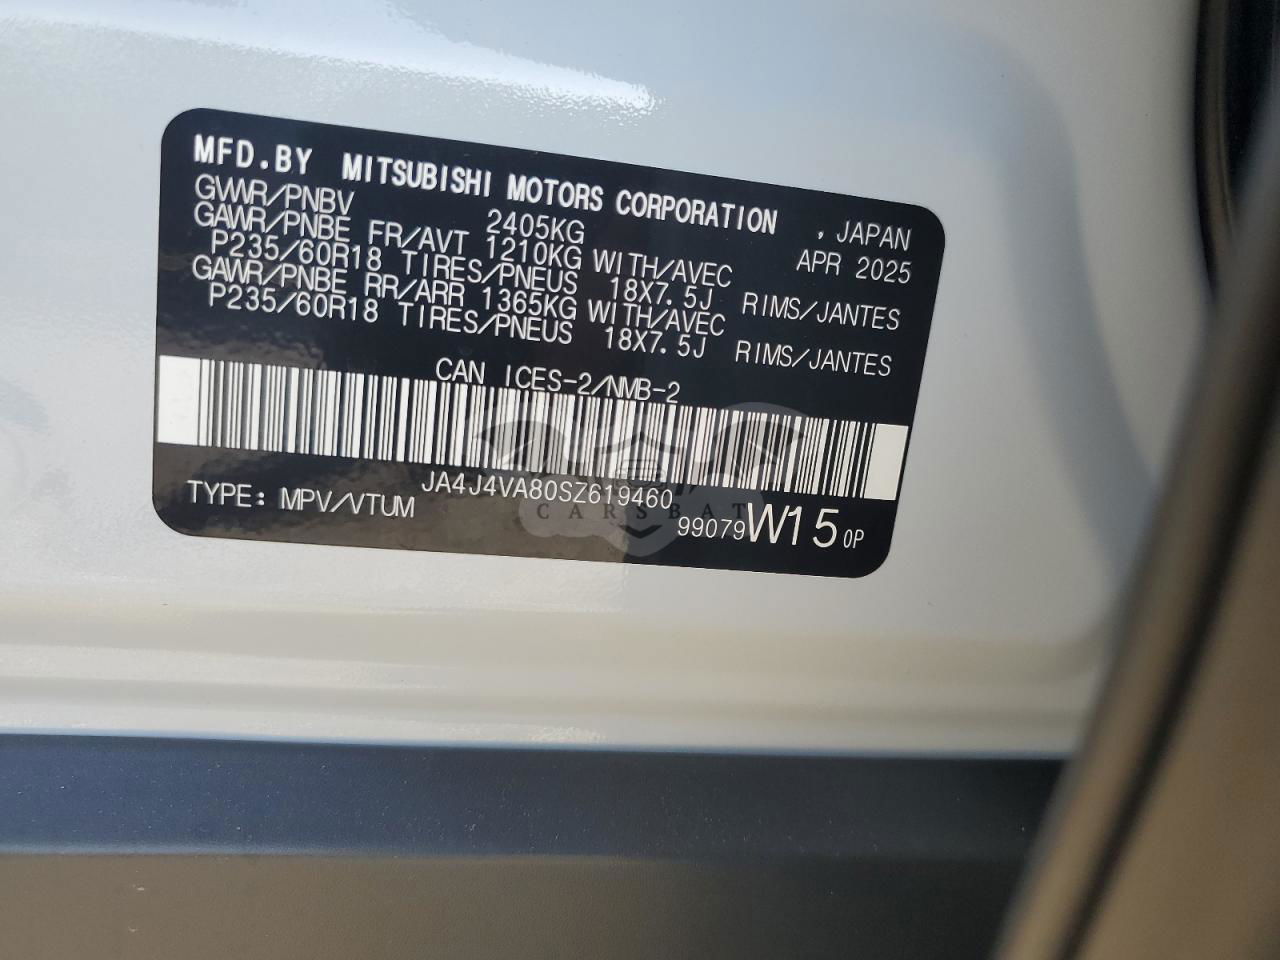 MFD.BY MITSUBISHI MOTORS CORPORATION , JAPAN
GVWR/PNBV 2405KG APR 2025
GAWR/PNBE FR/AVT 1210KG WITH/AVEC
P235/60R18 TIRES/PNEUS 18X7.5J RIMS/JANTES
GAWR/PNBE RR/ARR 1365KG WITH/AVEC
P235/60R18 TIRES/PNEUS 18X7.5J RIMS/JANTES
CAN ICES-2/NMB-2
JA4J4VA80SZ619460
TYPE: MPV/VTUM
99079 W15 0P
CARSBAT